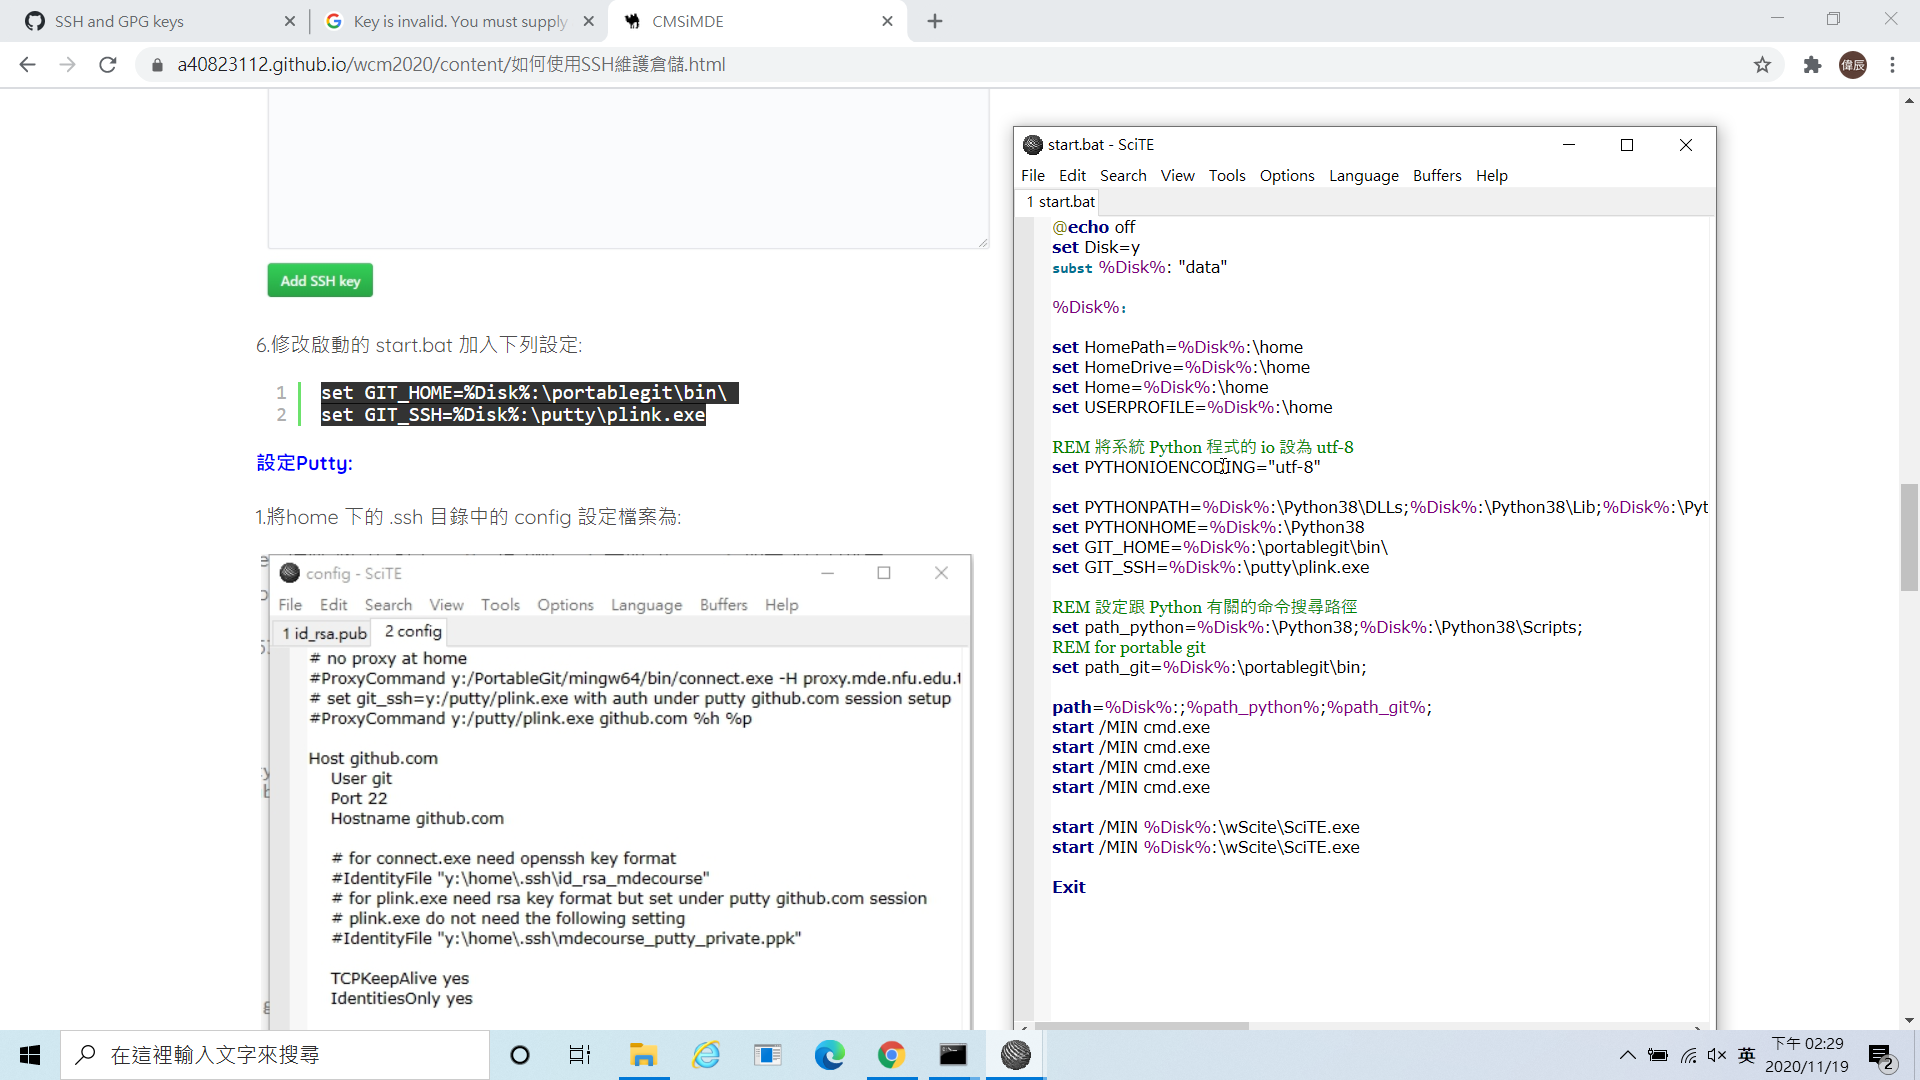 SSH and GPG keys
Key is invalid. You must supply
CMSiMDE
a40823112.github.io/wcm2020/content/如何使用SSH維護倉儲.html
偉辰
Add SSH key
6.修改啟動的 start.bat 加入下列設定:
1 set GIT_HOME=%Disk%:\portablegit\bin\
2 set GIT_SSH=%Disk%:\putty\plink.exe
設定Putty:
1.將home 下的 .ssh 目錄中的 config 設定檔案為:
config - SciTE
File Edit Search View Tools Options Language Buffers Help
1 id_rsa.pub 2 config
# no proxy at home
#ProxyCommand y:/PortableGit/mingw64/bin/connect.exe -H proxy.mde.nfu.edu.t
# set git_ssh=y:/putty/plink.exe with auth under putty github.com session setup
#ProxyCommand y:/putty/plink.exe github.com %h %p
Host github.com
User git
Port 22
Hostname github.com
# for connect.exe need openssh key format
#IdentityFile "y:\home\.ssh\id_rsa_mdecourse"
# for plink.exe need rsa key format but set under putty github.com session
# plink.exe do not need the following setting
#IdentityFile "y:\home\.ssh\mdecourse_putty_private.ppk"
TCPKeepAlive yes
IdentitiesOnly yes
start.bat - SciTE
File Edit Search View Tools Options Language Buffers Help
1 start.bat
@echo off
set Disk=y
subst %Disk%: "data"
%Disk%:
set HomePath=%Disk%:\home
set HomeDrive=%Disk%:\home
set Home=%Disk%:\home
set USERPROFILE=%Disk%:\home
REM 將系統 Python 程式的 io 設為 utf-8
set PYTHONIOENCODING="utf-8"
set PYTHONPATH=%Disk%:\Python38\DLLs;%Disk%:\Python38\Lib;%Disk%:\Pyt
set PYTHONHOME=%Disk%:\Python38
set GIT_HOME=%Disk%:\portablegit\bin\
set GIT_SSH=%Disk%:\putty\plink.exe
REM 設定跟 Python 有關的命令搜尋路徑
set path_python=%Disk%:\Python38;%Disk%:\Python38\Scripts;
REM for portable git
set path_git=%Disk%:\portablegit\bin;
path=%Disk%:;%path_python%;%path_git%;
start /MIN cmd.exe
start /MIN cmd.exe
start /MIN cmd.exe
start /MIN cmd.exe
start /MIN %Disk%:\wScite\SciTE.exe
start /MIN %Disk%:\wScite\SciTE.exe
Exit
在這裡輸入文字來搜尋
英
下午 02:29
2020/11/19
2